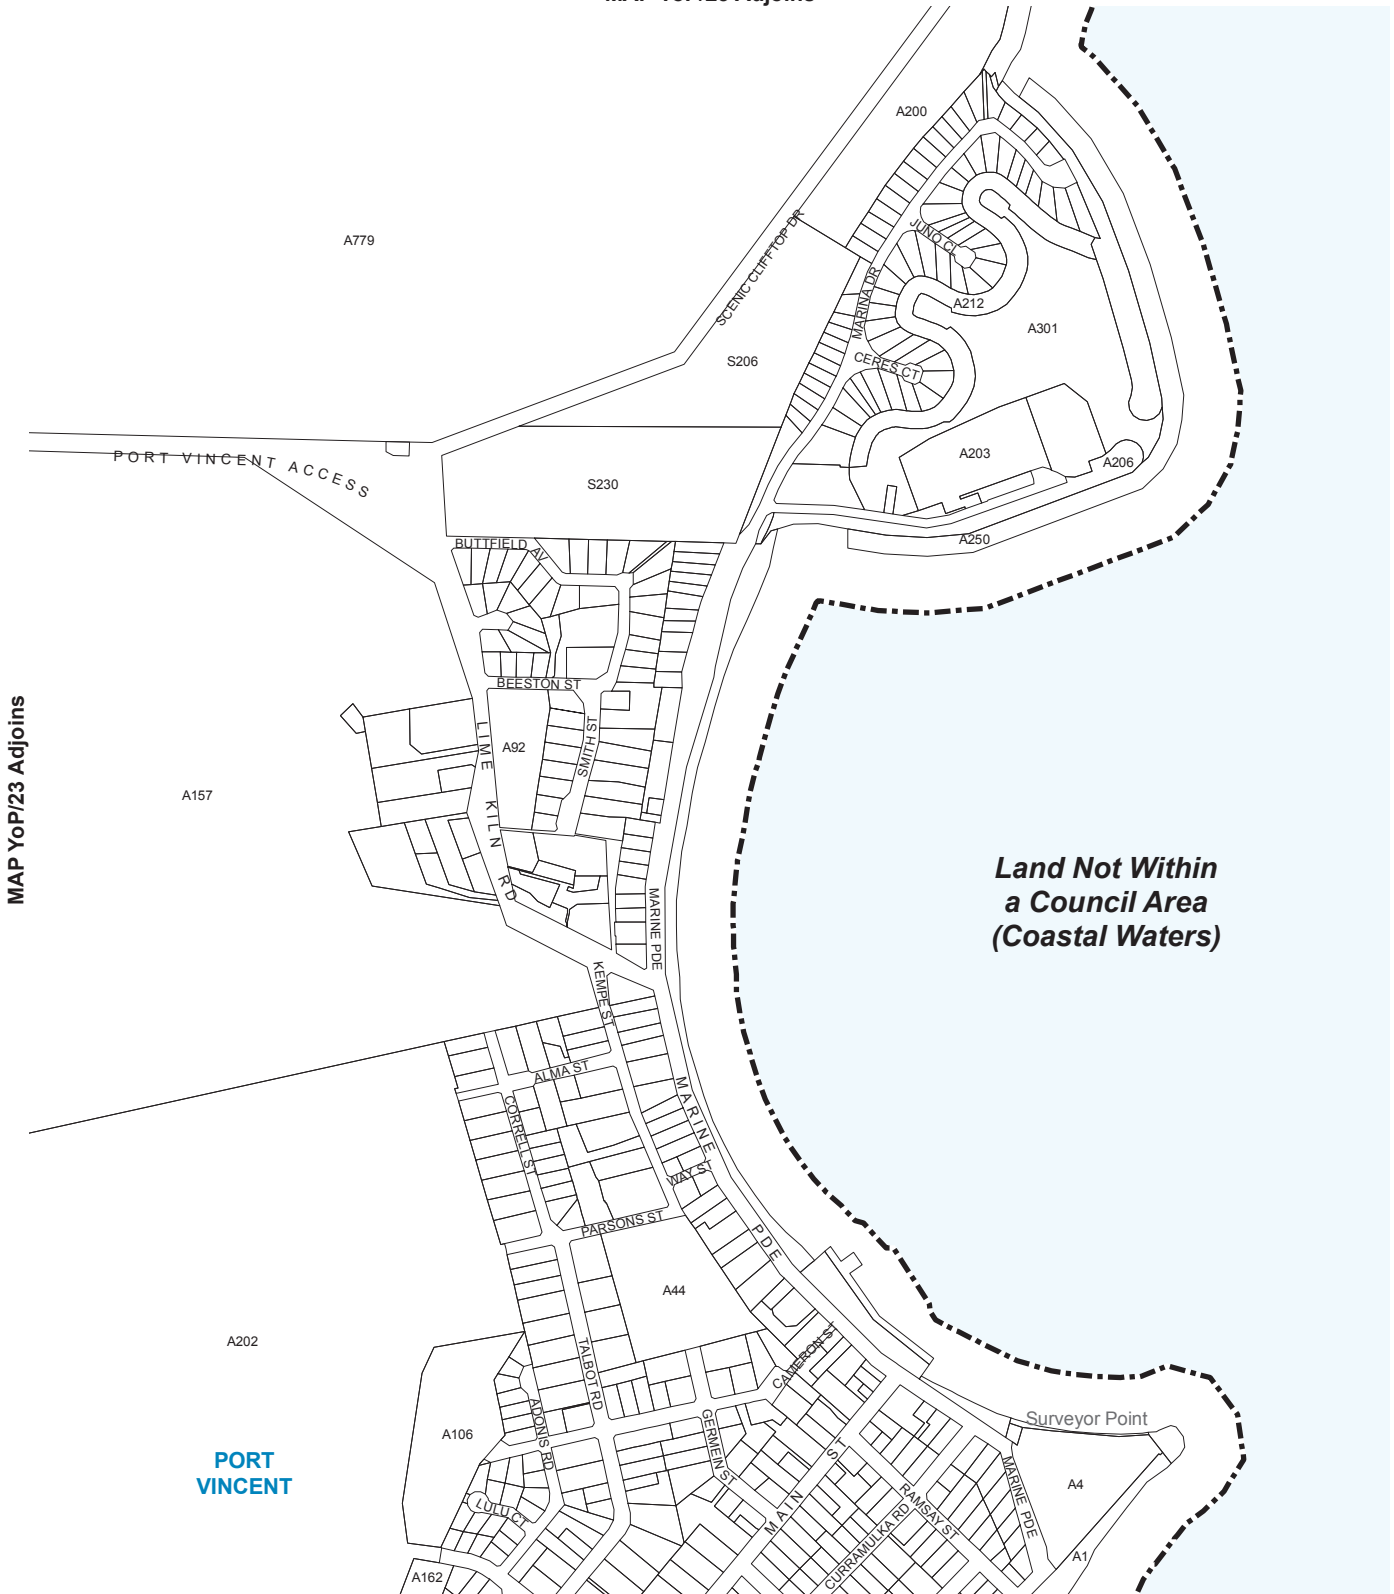 A200
A779
SCENIC CLIFFTOP DR
JUNO CL
MARINA DR
A212
A301
S206
CERES CT
PORT VINCENT ACCESS
A203
A206
S230
A250
BUTTFIELD AV
BEESTON ST
MAP YoP/23 Adjoins
LIME KILN RD
A92
SMITH ST
A157
Land Not Within
a Council Area
(Coastal Waters)
MARINE PDE
KEMPE ST
ALMA ST
CORRELL ST
MARINE PDE
WAY ST
PARSONS ST
A44
A202
TALBOT RD
CAMERON ST
ADONIS RD
A106
GERMEIN ST
Surveyor Point
PORT
VINCENT
MAIN ST
MARINE PDE
A4
LULU CT
RAMSAY ST
CURRAMULKA RD
A1
A162